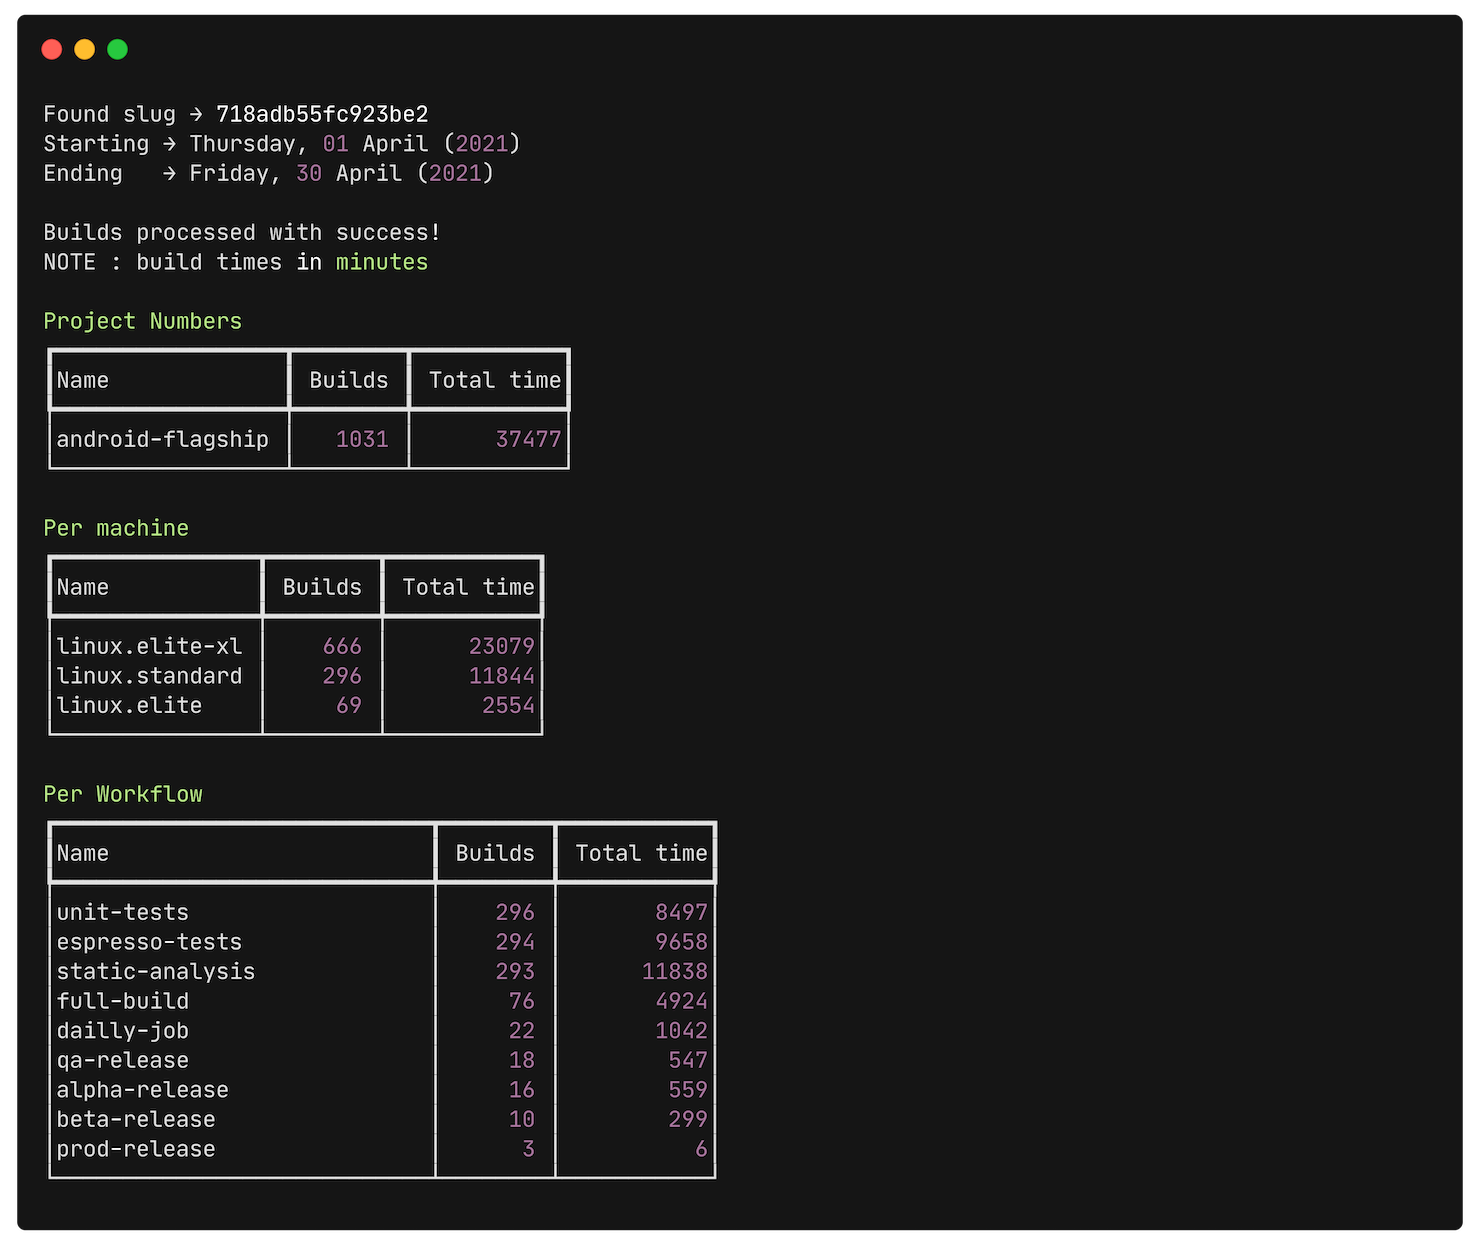 Found slug → 718adb55fc923be2
Starting → Thursday, 01 April (2021)
Ending → Friday, 30 April (2021)
Builds processed with success!
NOTE : build times in minutes
Project Numbers
Name Builds Total time
android-flagship 1031 37477
Per machine
Name Builds Total time
linux.elite-xl 666 23079
linux.standard 296 11844
linux.elite 69 2554
Per Workflow
Name Builds Total time
unit-tests 296 8497
espresso-tests 294 9658
static-analysis 293 11838
full-build 76 4924
dailly-job 22 1042
qa-release 18 547
alpha-release 16 559
beta-release 10 299
prod-release 3 6